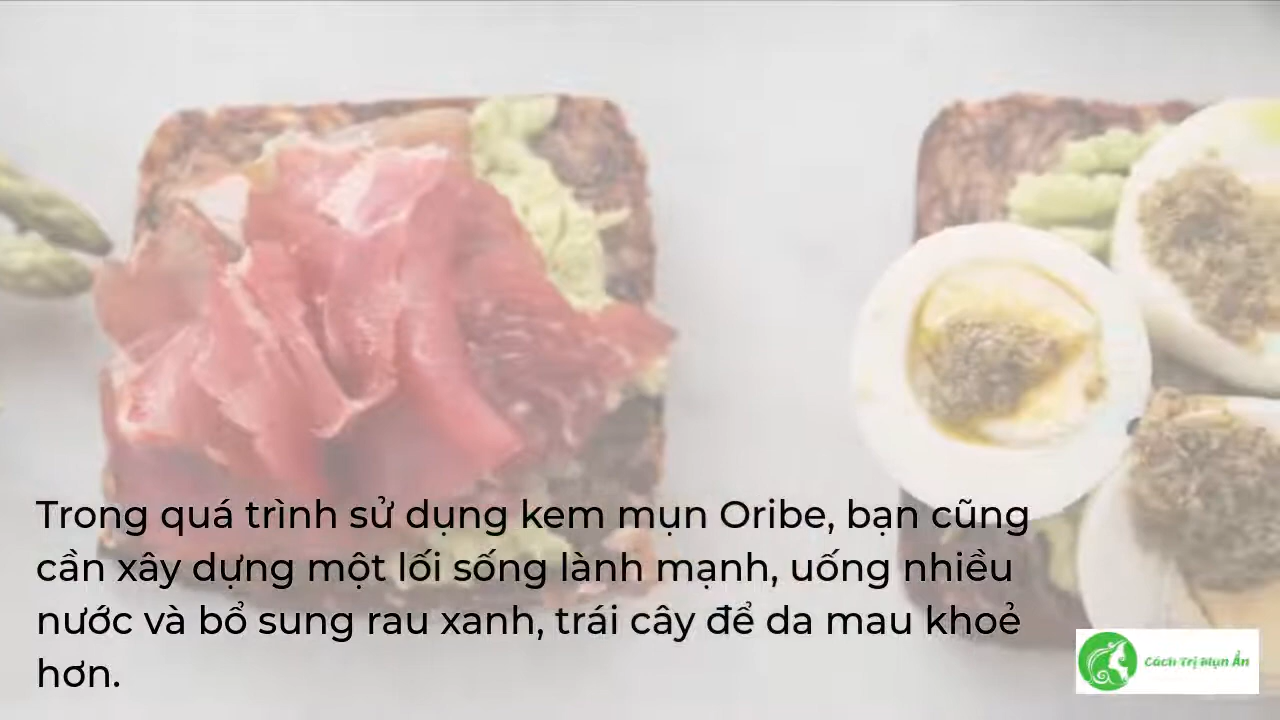 Trong quá trình sử dụng kem mụn Oribe, bạn cũng
cần xây dựng một lối sống lành mạnh, uống nhiều
nước và bổ sung rau xanh, trái cây để da mau khoẻ
hơn.
Cách Trị Mụn Ẩn